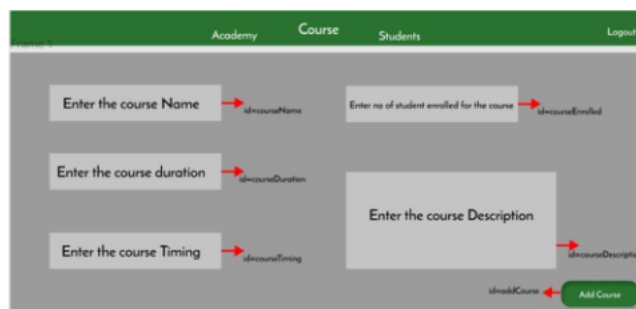 Academy
Course
Students
Logout
Frame 1
Enter the course Name
id=courseName
Enter no of student enrolled for the course
id=courseEnrolled
Enter the course duration
id=courseDuration
Enter the course Description
id=courseDescriptio
Enter the course Timing
id=courseTiming
id=addCourse
Add Course